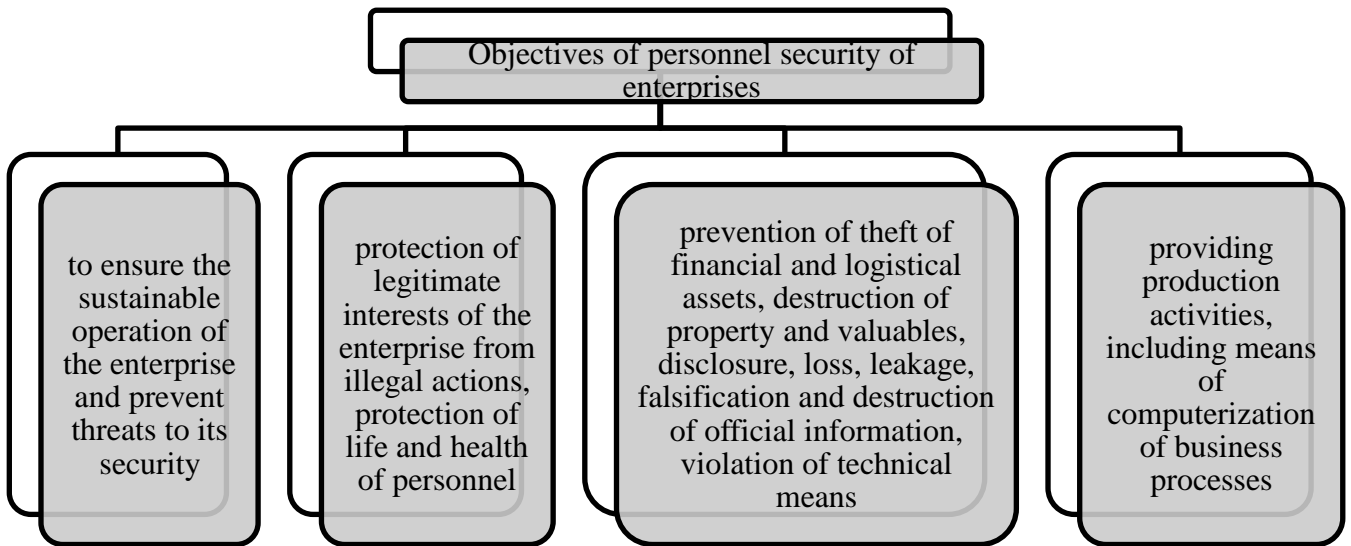 Objectives of personnel security of
enterprises
to ensure the
sustainable
operation of
the enterprise
and prevent
threats to its
security
protection of
legitimate
interests of the
enterprise from
illegal actions,
protection of
life and health
of personnel
prevention of theft of
financial and logistical
assets, destruction of
property and valuables,
disclosure, loss, leakage,
falsification and destruction
of official information,
violation of technical
means
providing
production
activities,
including means
of
computerization
of business
processes